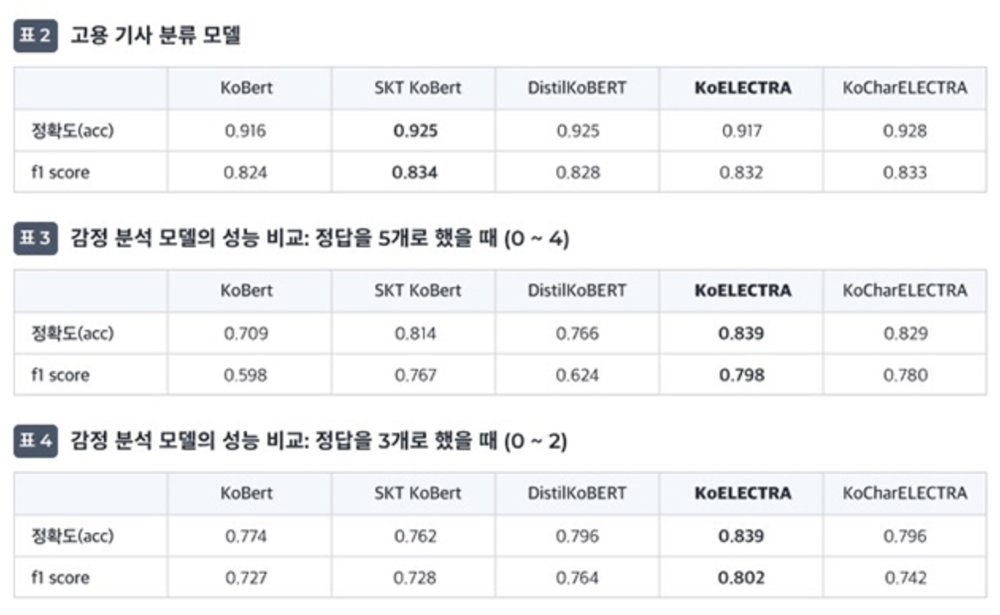 표 2 고용 기사 분류 모델
KoBert SKT KoBert DistilKoBERT KoELECTRA KoCharELECTRA
정확도(acc) 0.916 0.925 0.925 0.917 0.928
f1 score 0.824 0.834 0.828 0.832 0.833
표 3 감정 분석 모델의 성능 비교: 정답을 5개로 했을 때 (0 ~ 4)
KoBert SKT KoBert DistilKoBERT KoELECTRA KoCharELECTRA
정확도(acc) 0.709 0.814 0.766 0.839 0.829
f1 score 0.598 0.767 0.624 0.798 0.780
표 4 감정 분석 모델의 성능 비교: 정답을 3개로 했을 때 (0 ~ 2)
KoBert SKT KoBert DistilKoBERT KoELECTRA KoCharELECTRA
정확도(acc) 0.774 0.762 0.796 0.839 0.796
f1 score 0.727 0.728 0.764 0.802 0.742